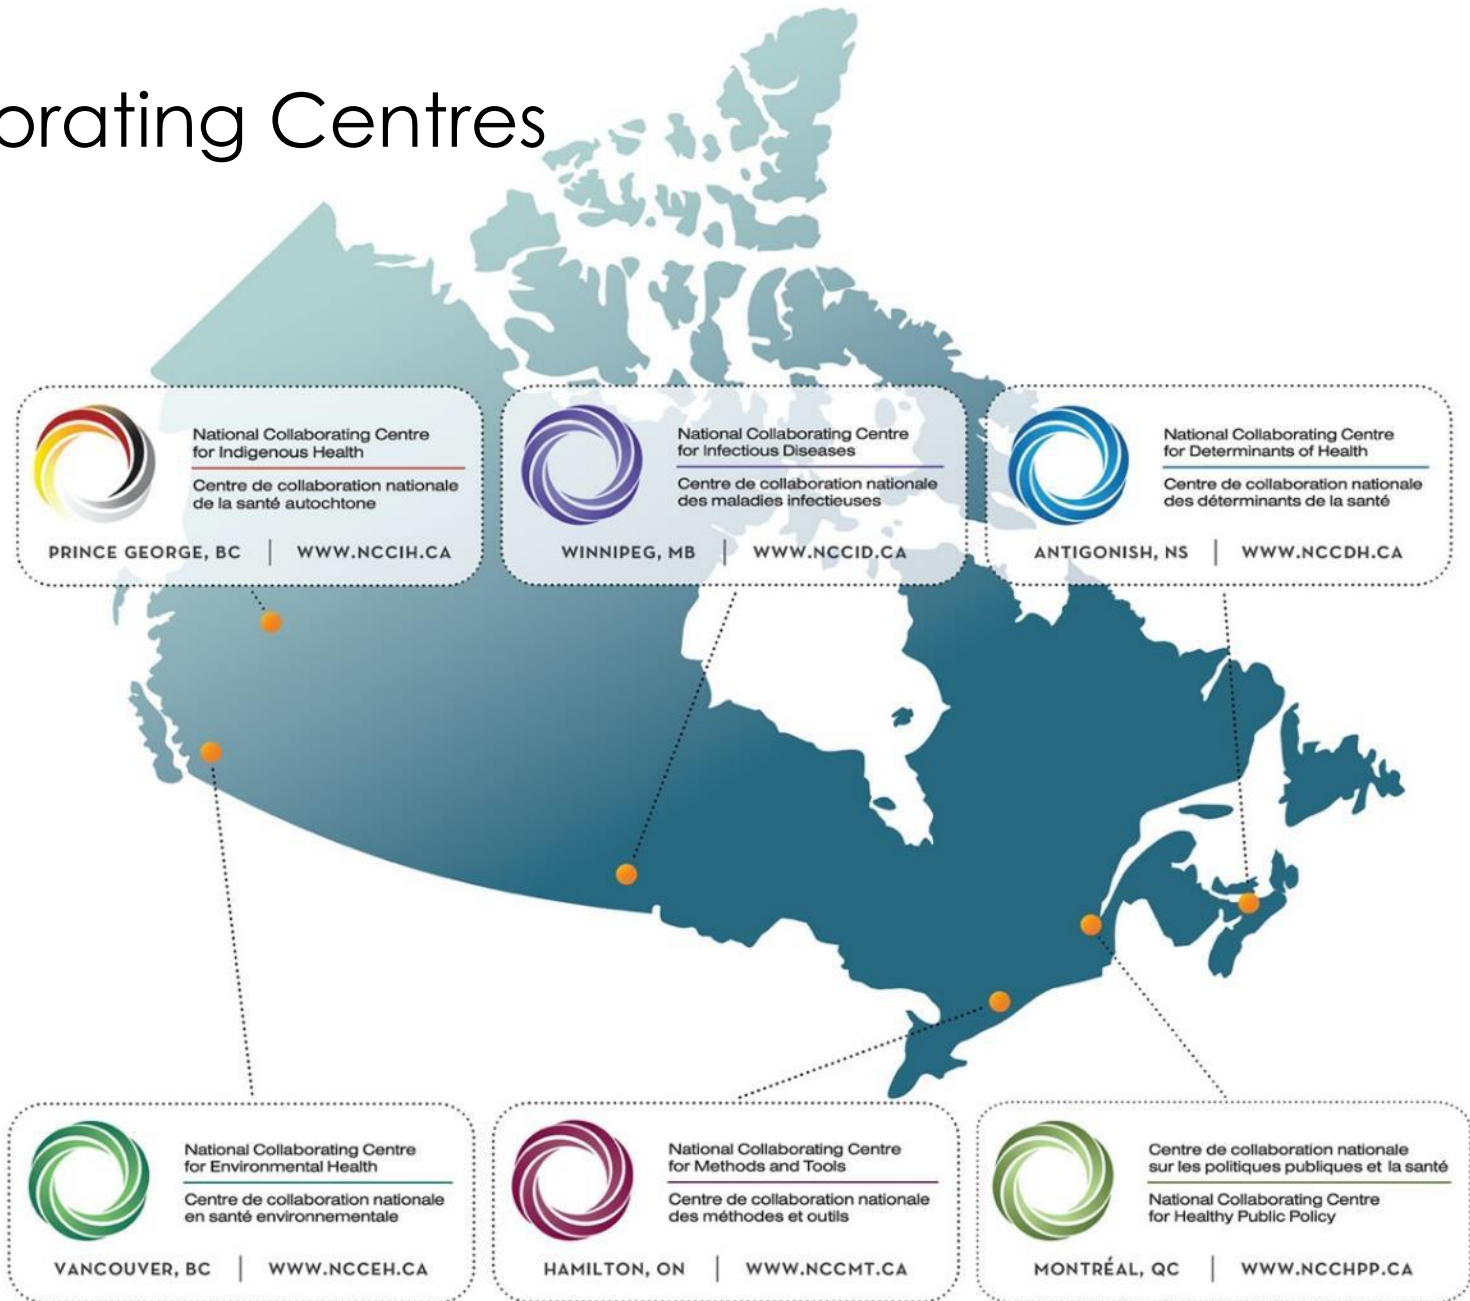 orating Centres
National Collaborating Centre
for Indigenous Health
Centre de collaboration nationale
de la santé autochtone
PRINCE GEORGE, BC | WWW.NCCIH.CA
National Collaborating Centre
for Infectious Diseases
Centre de collaboration nationale
des maladies infectieuses
WINNIPEG, MB | WWW.NCCID.CA
National Collaborating Centre
for Determinants of Health
Centre de collaboration nationale
des déterminants de la santé
ANTIGONISH, NS | WWW.NCCDH.CA
National Collaborating Centre
for Environmental Health
Centre de collaboration nationale
en santé environnementale
VANCOUVER, BC | WWW.NCCEH.CA
National Collaborating Centre
for Methods and Tools
Centre de collaboration nationale
des méthodes et outils
HAMILTON, ON | WWW.NCCMT.CA
Centre de collaboration nationale
sur les politiques publiques et la santé
National Collaborating Centre
for Healthy Public Policy
MONTRÉAL, QC | WWW.NCCHPP.CA